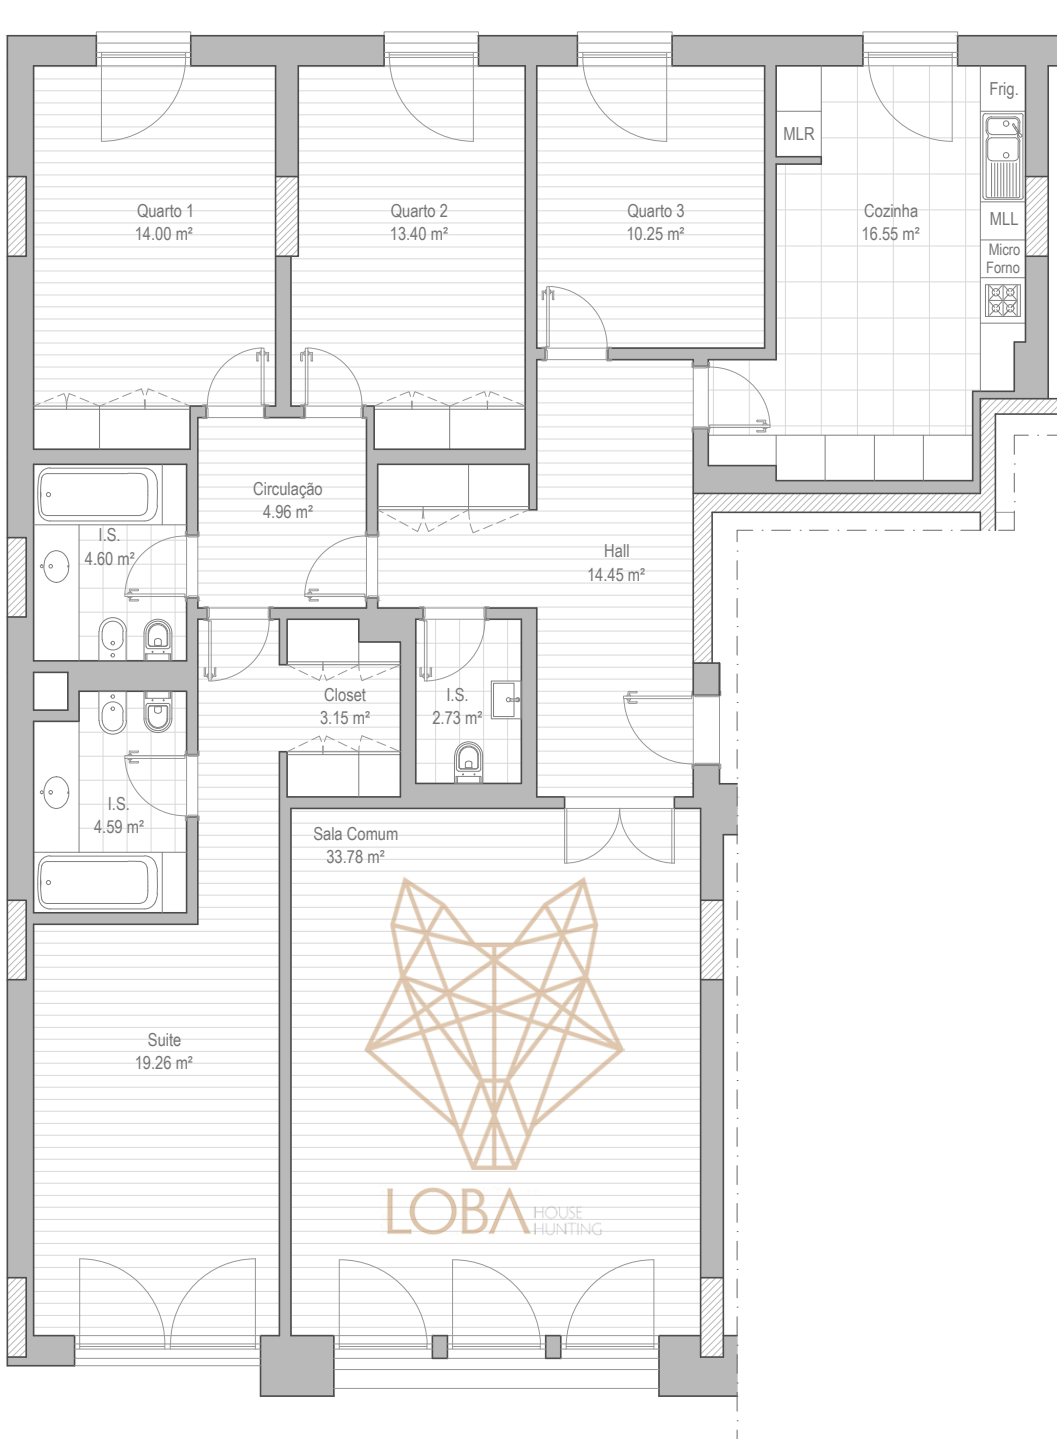 Frig.
MLR
Quarto 1
14.00 m²
Quarto 2
13.40 m²
Quarto 3
10.25 m²
Cozinha
16.55 m²
MLL
Micro
Forno
Circulação
4.96 m²
I.S.
4.60 m²
Hall
14.45 m²
Closet
3.15 m²
I.S.
2.73 m²
I.S.
4.59 m²
Sala Comum
33.78 m²
Suite
19.26 m²
LOBA HOUSE
HUNTING